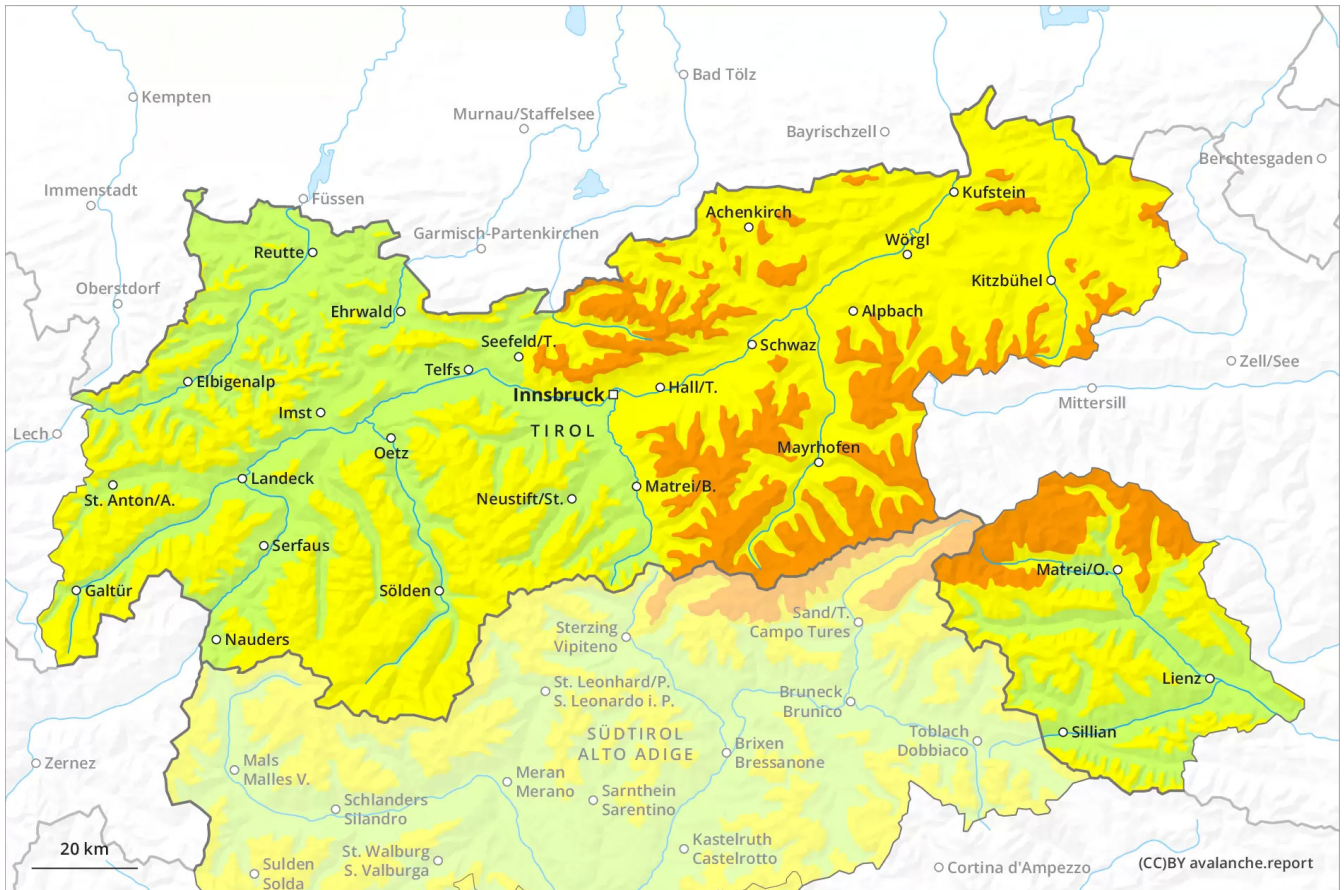 Bad Tölz
Kempten
Murnau/Staffelsee
Bayrischzell
Berchtesgaden
Immenstadt
Füssen
Kufstein
Achenkirch
Garmisch-Partenkirchen
Reutte
Wörgl
Oberstdorf
Kitzbühel
Ehrwald
Alpbach
Seefeld/T.
Schwaz
Zell/See
Telfs
Elbigenalp
Innsbruck
Hall/T.
Mittersill
Imst
Lech
TIROL
Oetz
Mayrhofen
Landeck
St. Anton/A.
Neustift/St.
Matrei/B.
Serfaus
Matrei/O.
Galtür
Sölden
Sand/T.
Campo Tures
Sterzing
Vipiteno
Nauders
St. Leonhard/P.
S. Leonardo i. P.
Bruneck
Brunico
Lienz
SÜDTIROL
ALTO ADIGE
Toblach
Dobbiaco
Sillian
Brixen
Bressanone
Zernez
Mals
Malles V.
Meran
Merano
Sarnthein
Sarentino
Schlanders
Silandro
20 km
St. Walburg
S. Valburga
Kastelruth
Castelrotto
Sulden
Solda
Cortina d'Ampezzo
(CC)BY avalanche.report